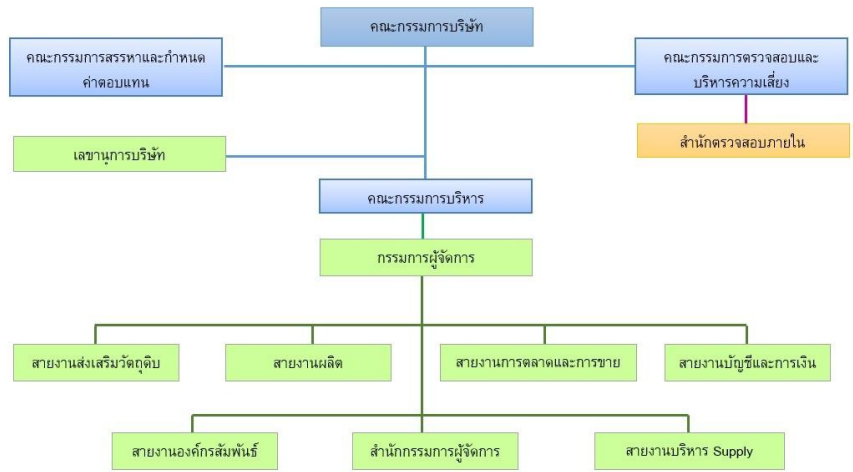 คณะกรรมการบริษัท
คณะกรรมการสรรหาและกำหนด
ค่าตอบแทน
คณะกรรมการตรวจสอบและ
บริหารความเสี่ยง
สำนักตรวจสอบภายใน
เลขานุการบริษัท
คณะกรรมการบริหาร
กรรมการผู้จัดการ
สายงานส่งเสริมวัตถุดิบ
สายงานผลิต
สายงานการตลาดและการขาย
สายงานบัญชีและการเงิน
สายงานองค์กรสัมพันธ์
สำนักกรรมการผู้จัดการ
สายงานบริหาร Supply